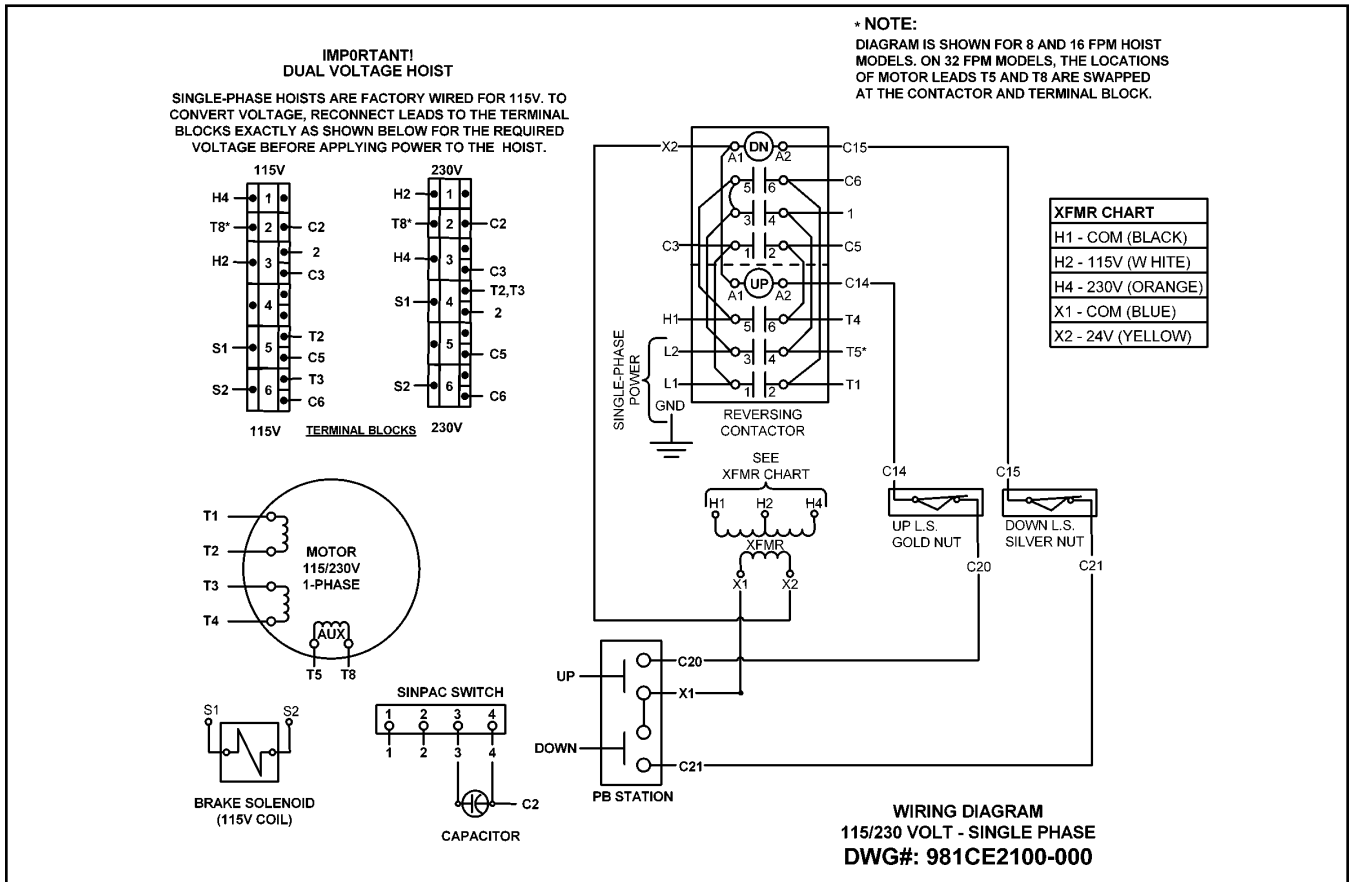 * NOTE:
DIAGRAM IS SHOWN FOR 8 AND 16 FPM HOIST
MODELS. ON 32 FPM MODELS, THE LOCATIONS
OF MOTOR LEADS T5 AND T8 ARE SWAPPED
AT THE CONTACTOR AND TERMINAL BLOCK.
IMP0RTANT!
DUAL VOLTAGE HOIST
SINGLE-PHASE HOISTS ARE FACTORY WIRED FOR 115V. TO
CONVERT VOLTAGE, RECONNECT LEADS TO THE TERMINAL
BLOCKS EXACTLY AS SHOWN BELOW FOR THE REQUIRED
VOLTAGE BEFORE APPLYING POWER TO THE HOIST.
115V
H4 1
T8* 2 C2
2
H2 3
C3
4
T2
S1 5
C5
T3
S2 6
C6
115V
TERMINAL BLOCKS
230V
H2 1
T8* 2 C2
H4 3
C3
T2,T3
S1 4
2
5
C5
S2 6
C6
230V
X2 A1 DN A2 C15
5 6 C6
3 4 1
C3 1 2 C5
A1 UP A2 C14
H1 5 6 T4
L2 3 4 T5*
L1 1 2 T1
GND
SINGLE-PHASE
POWER
REVERSING
CONTACTOR
XFMR CHART
H1 - COM (BLACK)
H2 - 115V (W HITE)
H4 - 230V (ORANGE)
X1 - COM (BLUE)
X2 - 24V (YELLOW)
SEE
XFMR CHART
H1 H2 H4
XFMR
X1 X2
C14
UP L.S.
GOLD NUT
C20
C15
DOWN L.S.
SILVER NUT
C21
T1
T2
T3
T4
MOTOR
115/230V
1-PHASE
AUX
T5 T8
S1 S2
BRAKE SOLENOID
(115V COIL)
SINPAC SWITCH
1 2 3 4
1 2 3 4
C2
CAPACITOR
UP
C20
X1
DOWN
C21
PB STATION
WIRING DIAGRAM
115/230 VOLT - SINGLE PHASE
DWG#: 981CE2100-000